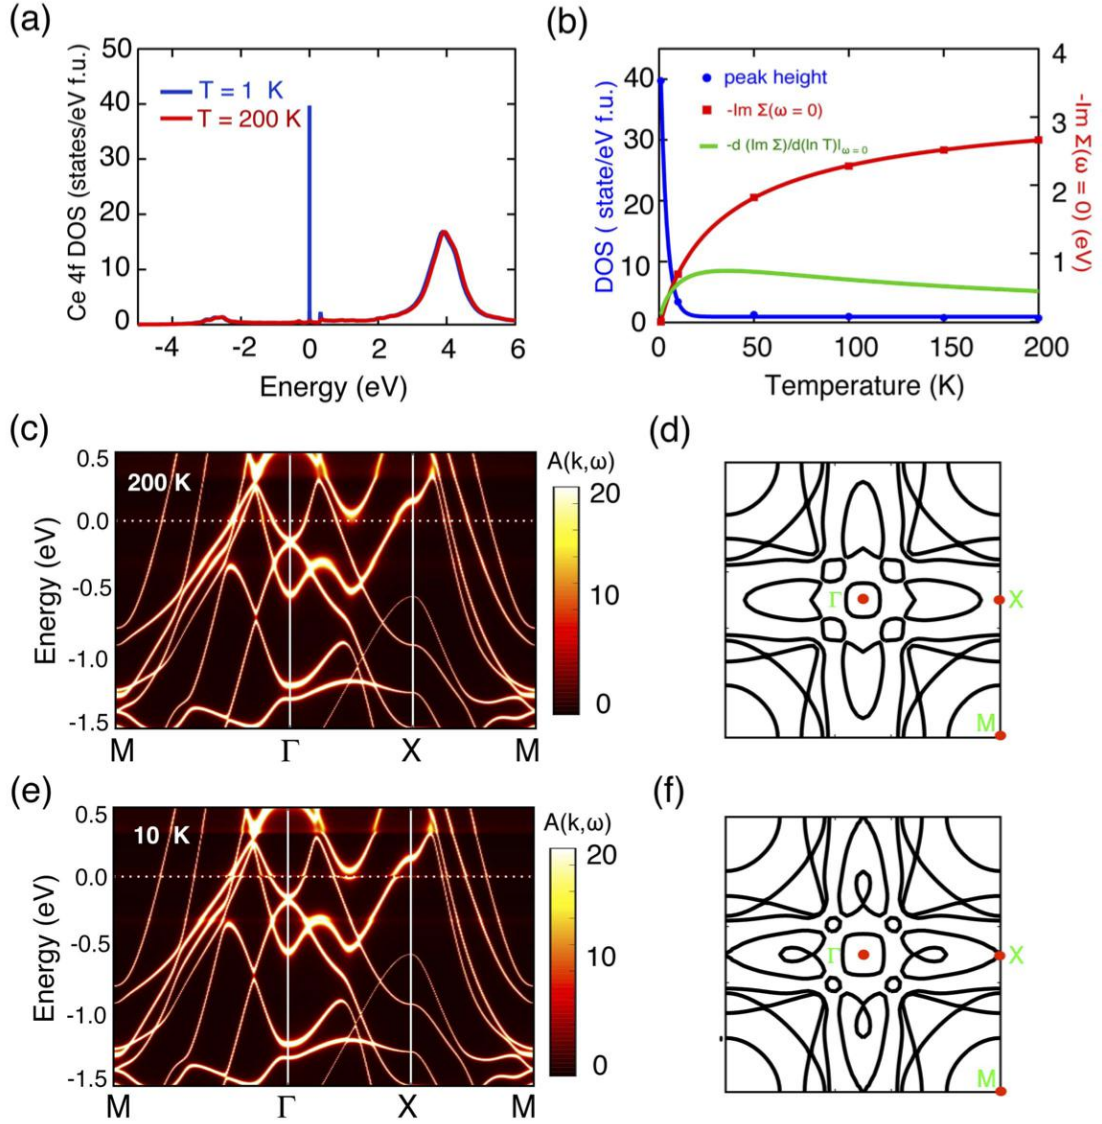 (a)
50
40
30
20
10
0
Ce 4f DOS (states/eV f.u.)
T = 1 K
T = 200 K
-4 -2 0 2 4 6
Energy (eV)
(b)
40
30
20
10
0
DOS ( state/eV f.u.)
peak height
-Im Σ(ω = 0)
-d (Im Σ)/d(ln T)|ω=0
4
3
2
1
-Im Σ(ω = 0) (eV)
0 50 100 150 200
Temperature (K)
(c)
0.5
0.0
-0.5
-1.0
-1.5
Energy (eV)
200 K
M Γ X M
A(k,ω)
20
10
0
(d)
Γ
X
M
(e)
0.5
0.0
-0.5
-1.0
-1.5
Energy (eV)
10 K
M Γ X M
A(k,ω)
20
10
0
(f)
Γ
X
M